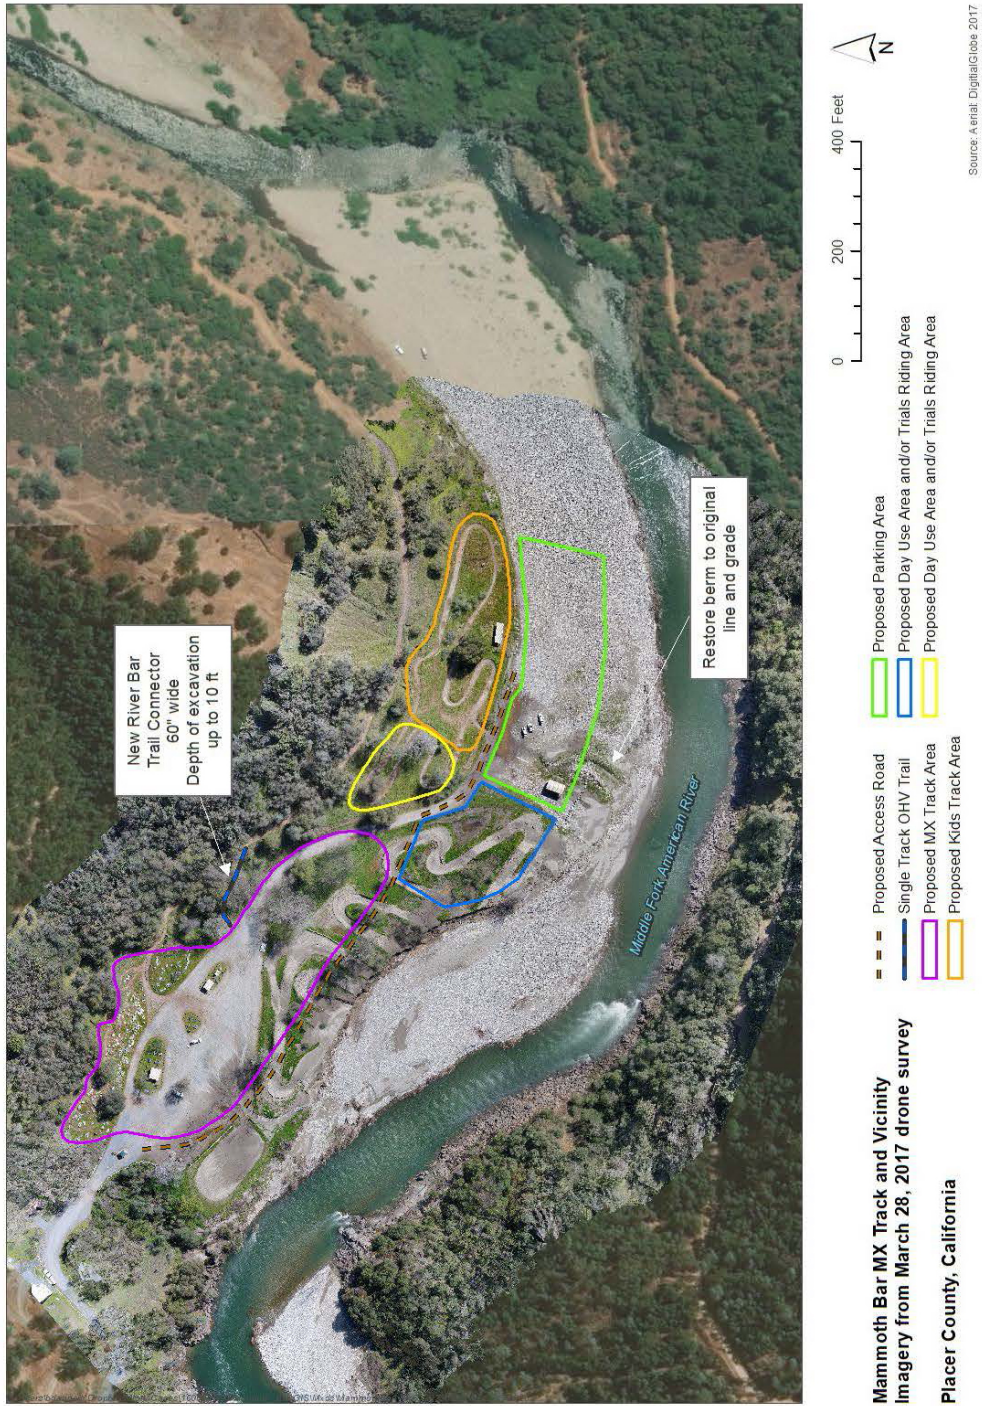 New River Bar
Trail Connector
60" wide
Depth of excavation
up to 10 ft
Restore berm to original
line and grade
Middle Fork American River
Mammoth Bar MX Track and Vicinity
Imagery from March 28, 2017 drone survey
Placer County, California
Proposed Access Road
Single Track OHV Trail
Proposed MX Track Area
Proposed Kids Track Area
Proposed Parking Area
Proposed Day Use Area and/or Trials Riding Area
Proposed Day Use Area and/or Trials Riding Area
0 200 400 Feet
N
Source: Aerial: DigitialGlobe 2017